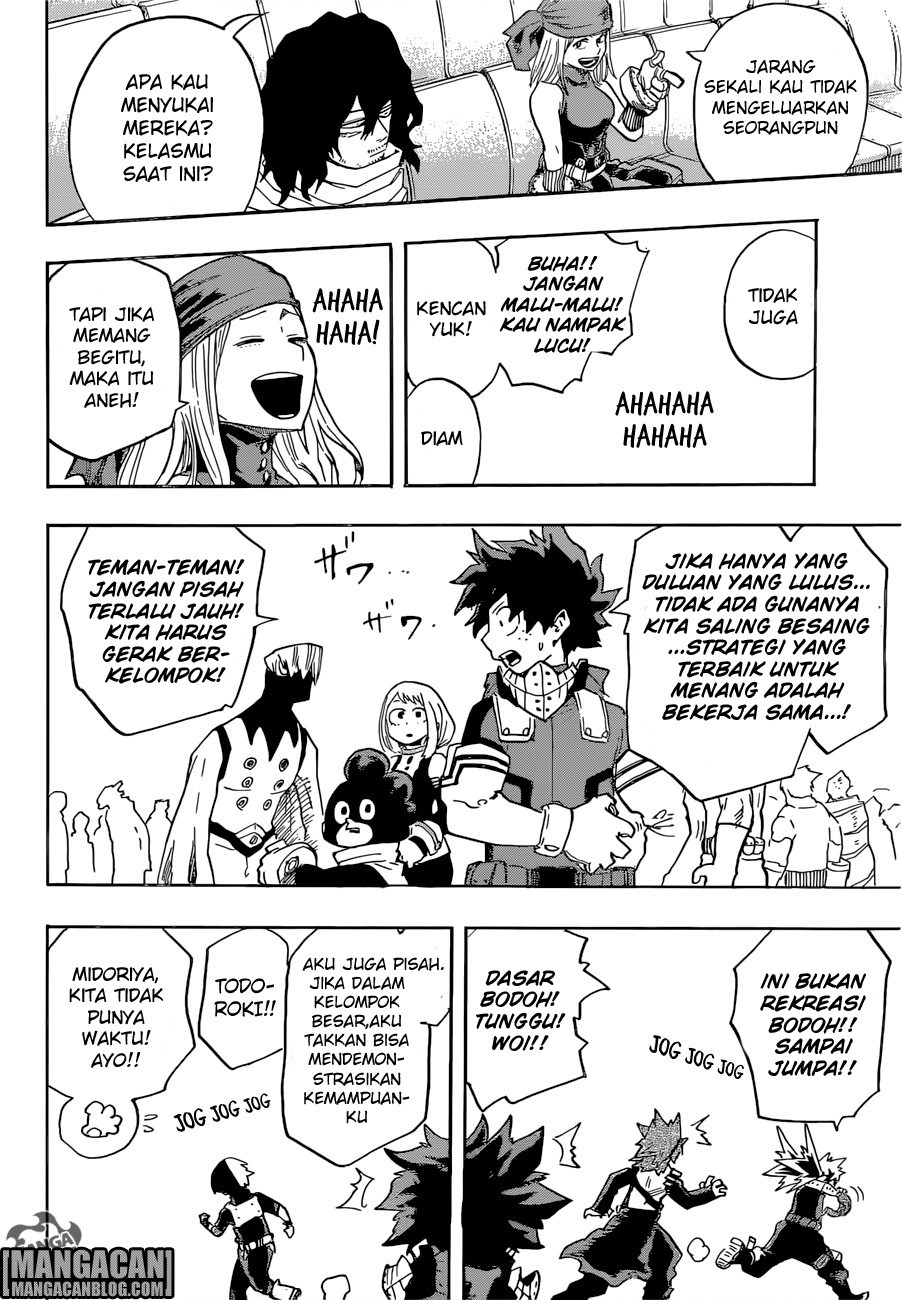 JARANG
SEKALI KAU TIDAK
MENGELUARKAN
SEORANGPUN
APA KAU
MENYUKAI
MEREKA?
KELASMU
SAAT INI?
TIDAK
JUGA
BUHA!!
JANGAN
MALU-MALU!
KAU NAMPAK
LUCU!
KENCAN
YUK!
AHAHAHA
HAHAHA
DIAM
AHAHA
HAHA!
TAPI JIKA
MEMANG
BEGITU,
MAKA ITU
ANEH!
JIKA HANYA YANG
DULUAN YANG LULUS...
TIDAK ADA GUNANYA
KITA SALING BESAING
...STRATEGI YANG
TERBAIK UNTUK
MENANG ADALAH
BEKERJA SAMA...!
ザワ...
ザワ...
TEMAN-TEMAN!
JANGAN PISAH
TERLALU JAUH!
KITA HARUS
GERAK BER-
KELOMPOK!
INI BUKAN
REKREASI
BODOH!!
SAMPAI
JUMPA!!
JOG JOG JOG
DASAR
BODOH!
TUNGGU!
WOI!!
AKU JUGA PISAH.
JIKA DALAM
KELOMPOK
BESAR,AKU
TAKKAN BISA
MENDEMON-
STRASIKAN
KEMAMPUAN-
KU
TODO-
ROKI!!
MIDORIYA,
KITA TIDAK
PUNYA
WAKTU!
AYO!!
JOG JOG JOG
MANGA
MANGACAN
MANGACANBLOG.COM